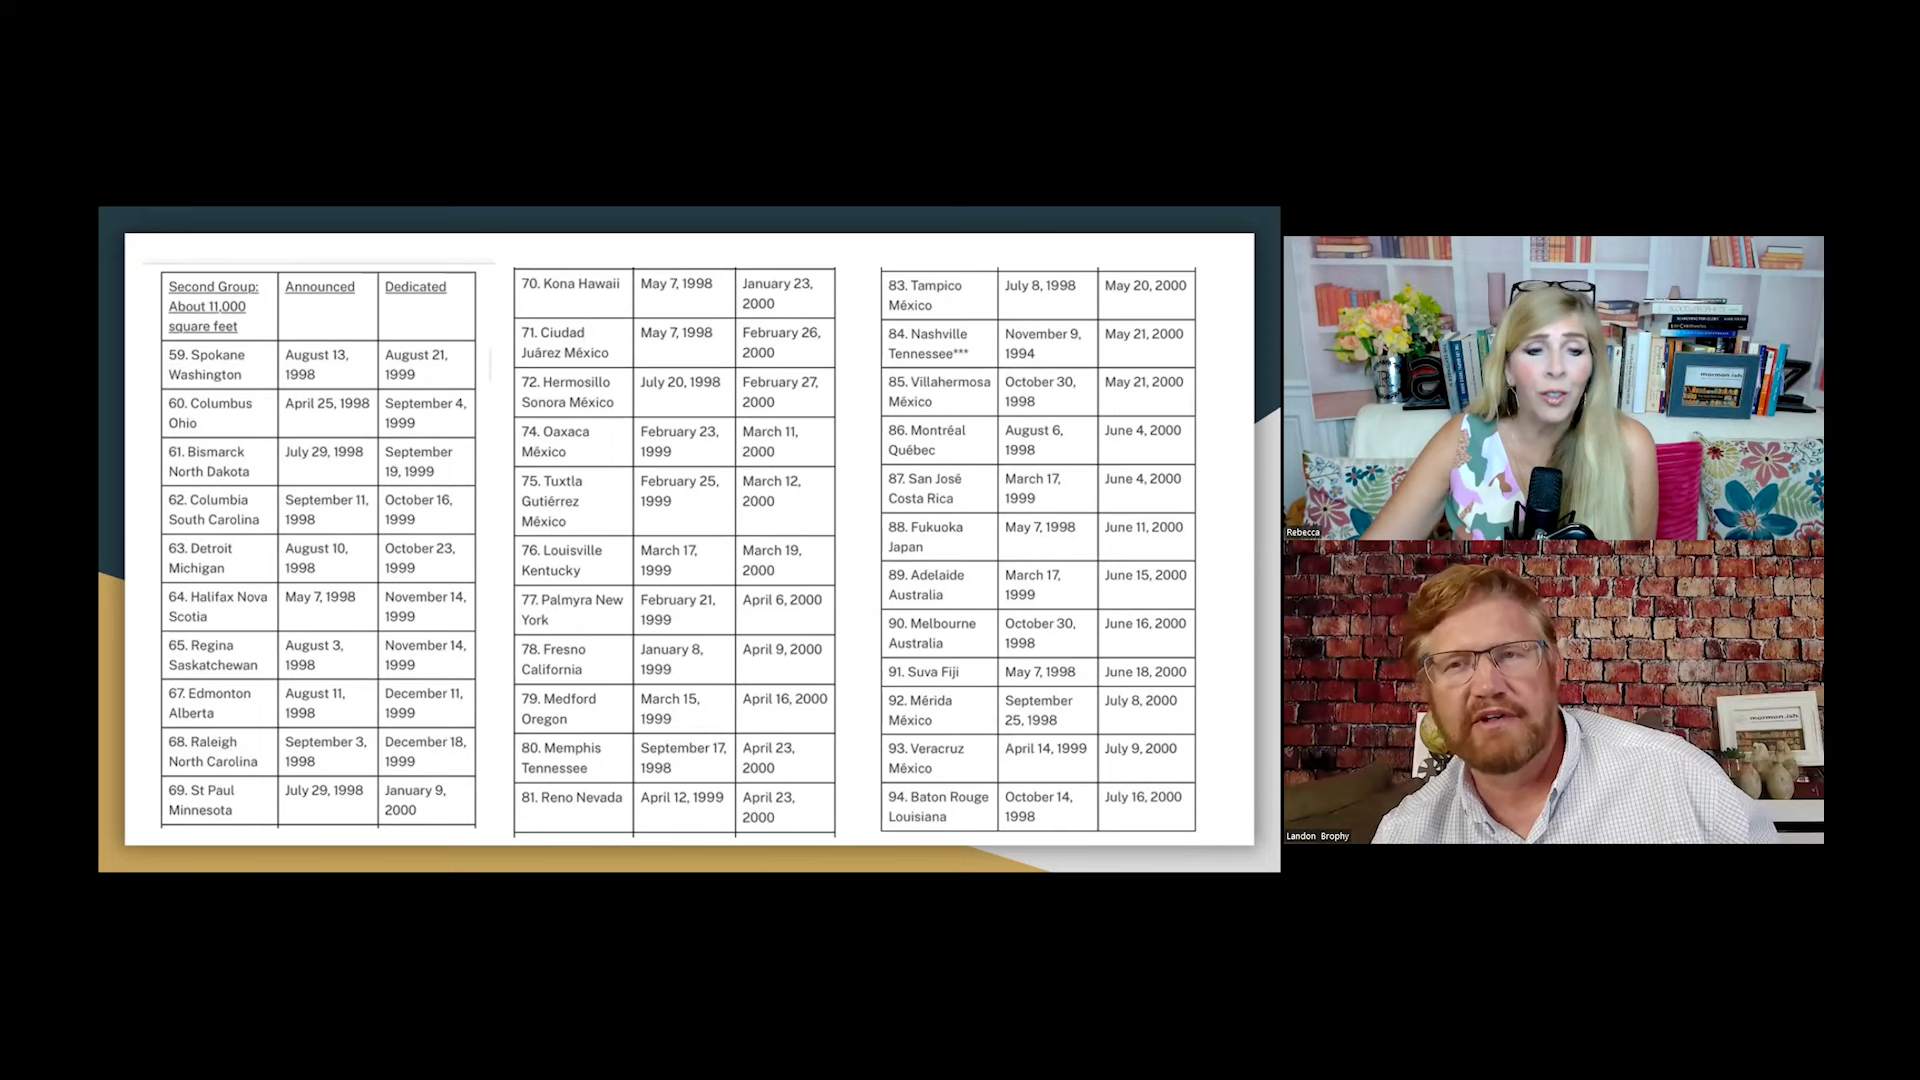 Second Group: Announced Dedicated
About 11,000
square feet
59. Spokane August 13, August 21,
Washington 1998 1999
60. Columbus April 25, 1998 September 4,
Ohio 1999
61. Bismarck July 29, 1998 September
North Dakota 19, 1999
62. Columbia September 11, October 16,
South Carolina 1998 1999
63. Detroit August 10, October 23,
Michigan 1998 1999
64. Halifax Nova May 7, 1998 November 14,
Scotia 1999
65. Regina August 3, November 14,
Saskatchewan 1998 1999
67. Edmonton August 11, December 11,
Alberta 1998 1999
68. Raleigh September 3, December 18,
North Carolina 1998 1999
69. St Paul July 29, 1998 January 9,
Minnesota 2000
70. Kona Hawaii May 7, 1998 January 23,
2000
71. Ciudad May 7, 1998 February 26,
Juárez México 2000
72. Hermosillo July 20, 1998 February 27,
Sonora México 2000
74. Oaxaca February 23, March 11,
México 1999 2000
75. Tuxtla February 25, March 12,
Gutiérrez 1999 2000
México
76. Louisville March 17, March 19,
Kentucky 1999 2000
77. Palmyra New February 21, April 6, 2000
York 1999
78. Fresno January 8, April 9, 2000
California 1999
79. Medford March 15, April 16, 2000
Oregon 1999
80. Memphis September 17, April 23,
Tennessee 1998 2000
81. Reno Nevada April 12, 1999 April 23,
2000
83. Tampico July 8, 1998 May 20, 2000
México
84. Nashville November 9, May 21, 2000
Tennessee*** 1994
85. Villahermosa October 30, May 21, 2000
México 1998
86. Montréal August 6, June 4, 2000
Québec 1998
87. San José March 17, June 4, 2000
Costa Rica 1999
88. Fukuoka May 7, 1998 June 11, 2000
Japan
89. Adelaide March 17, June 15, 2000
Australia 1999
90. Melbourne October 30, June 16, 2000
Australia 1998
91. Suva Fiji May 7, 1998 June 18, 2000
92. Mérida September July 8, 2000
México 25, 1998
93. Veracruz April 14, 1999 July 9, 2000
México
94. Baton Rouge October 14, July 16, 2000
Louisiana 1998
mormon.ish
Rebecca
mormon.ish
Landon Brophy